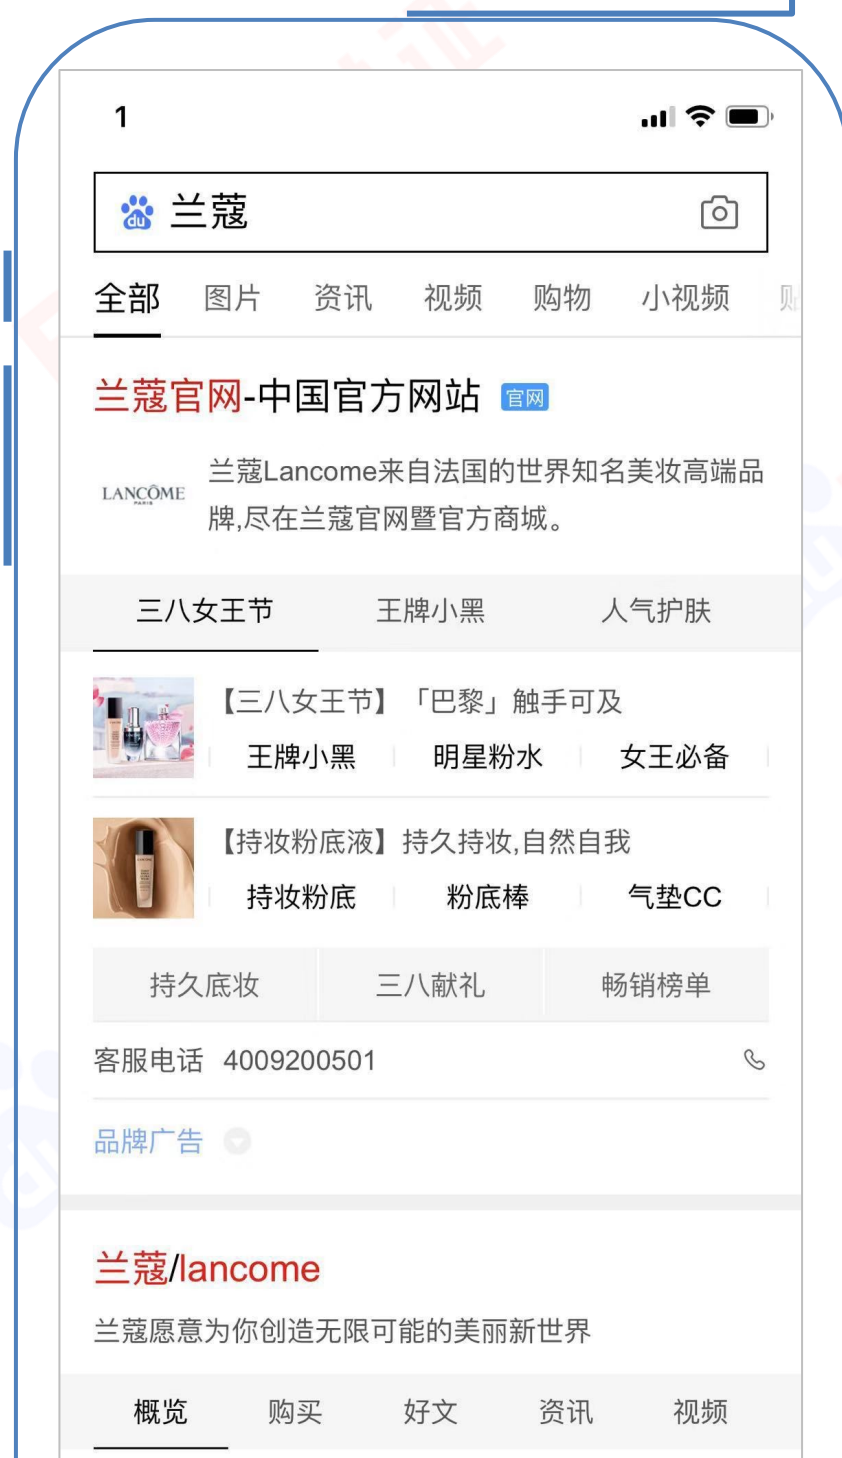 证
1
du 兰蔻
全部 图片 资讯 视频 购物 小视频
兰蔻官网-中国官方网站 官网
LANCÔME
PARIS
兰蔻Lancome来自法国的世界知名美妆高端品
牌,尽在兰蔻官网暨官方商城。
三八女王节 王牌小黑 人气护肤
【三八女王节】「巴黎」触手可及
王牌小黑 明星粉水 女王必备
【持妆粉底液】持久持妆,自然自我
持妆粉底 粉底棒 气垫CC
持久底妆 三八献礼 畅销榜单
客服电话 4009200501
品牌广告
兰蔻/lancome
兰蔻愿意为你创造无限可能的美丽新世界
概览 购买 好文 资讯 视频